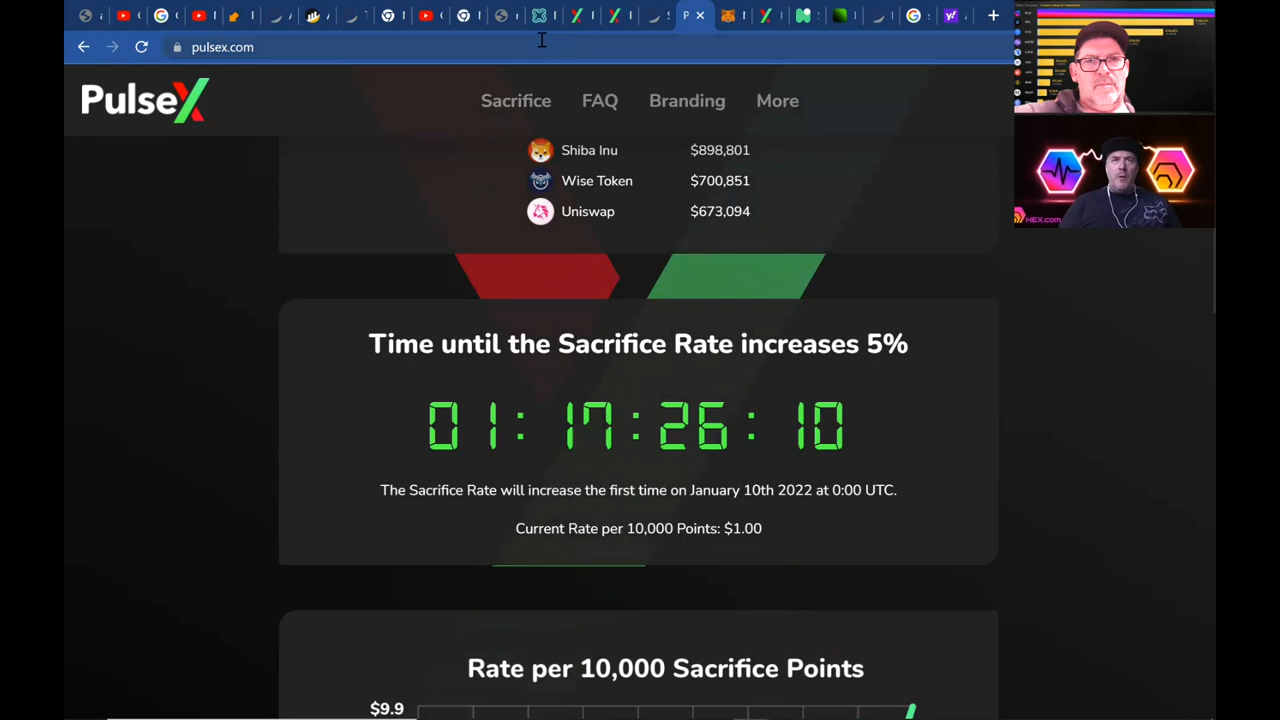 pulsex.com
PulseX
Sacrifice FAQ Branding More
Shiba Inu $898,801
Wise Token $700,851
Uniswap $673,094
Time until the Sacrifice Rate increases 5%
01:17:26:10
The Sacrifice Rate will increase the first time on January 10th 2022 at 0:00 UTC.
Current Rate per 10,000 Points: $1.00
Rate per 10,000 Sacrifice Points
$9.9
HEX.com